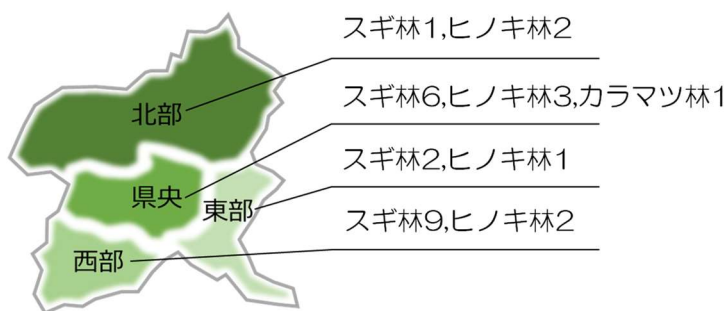 スギ林1,ヒノキ林2
スギ林6,ヒノキ林3,カラマツ林1
スギ林2,ヒノキ林1
スギ林9,ヒノキ林2
北部
県央
東部
西部